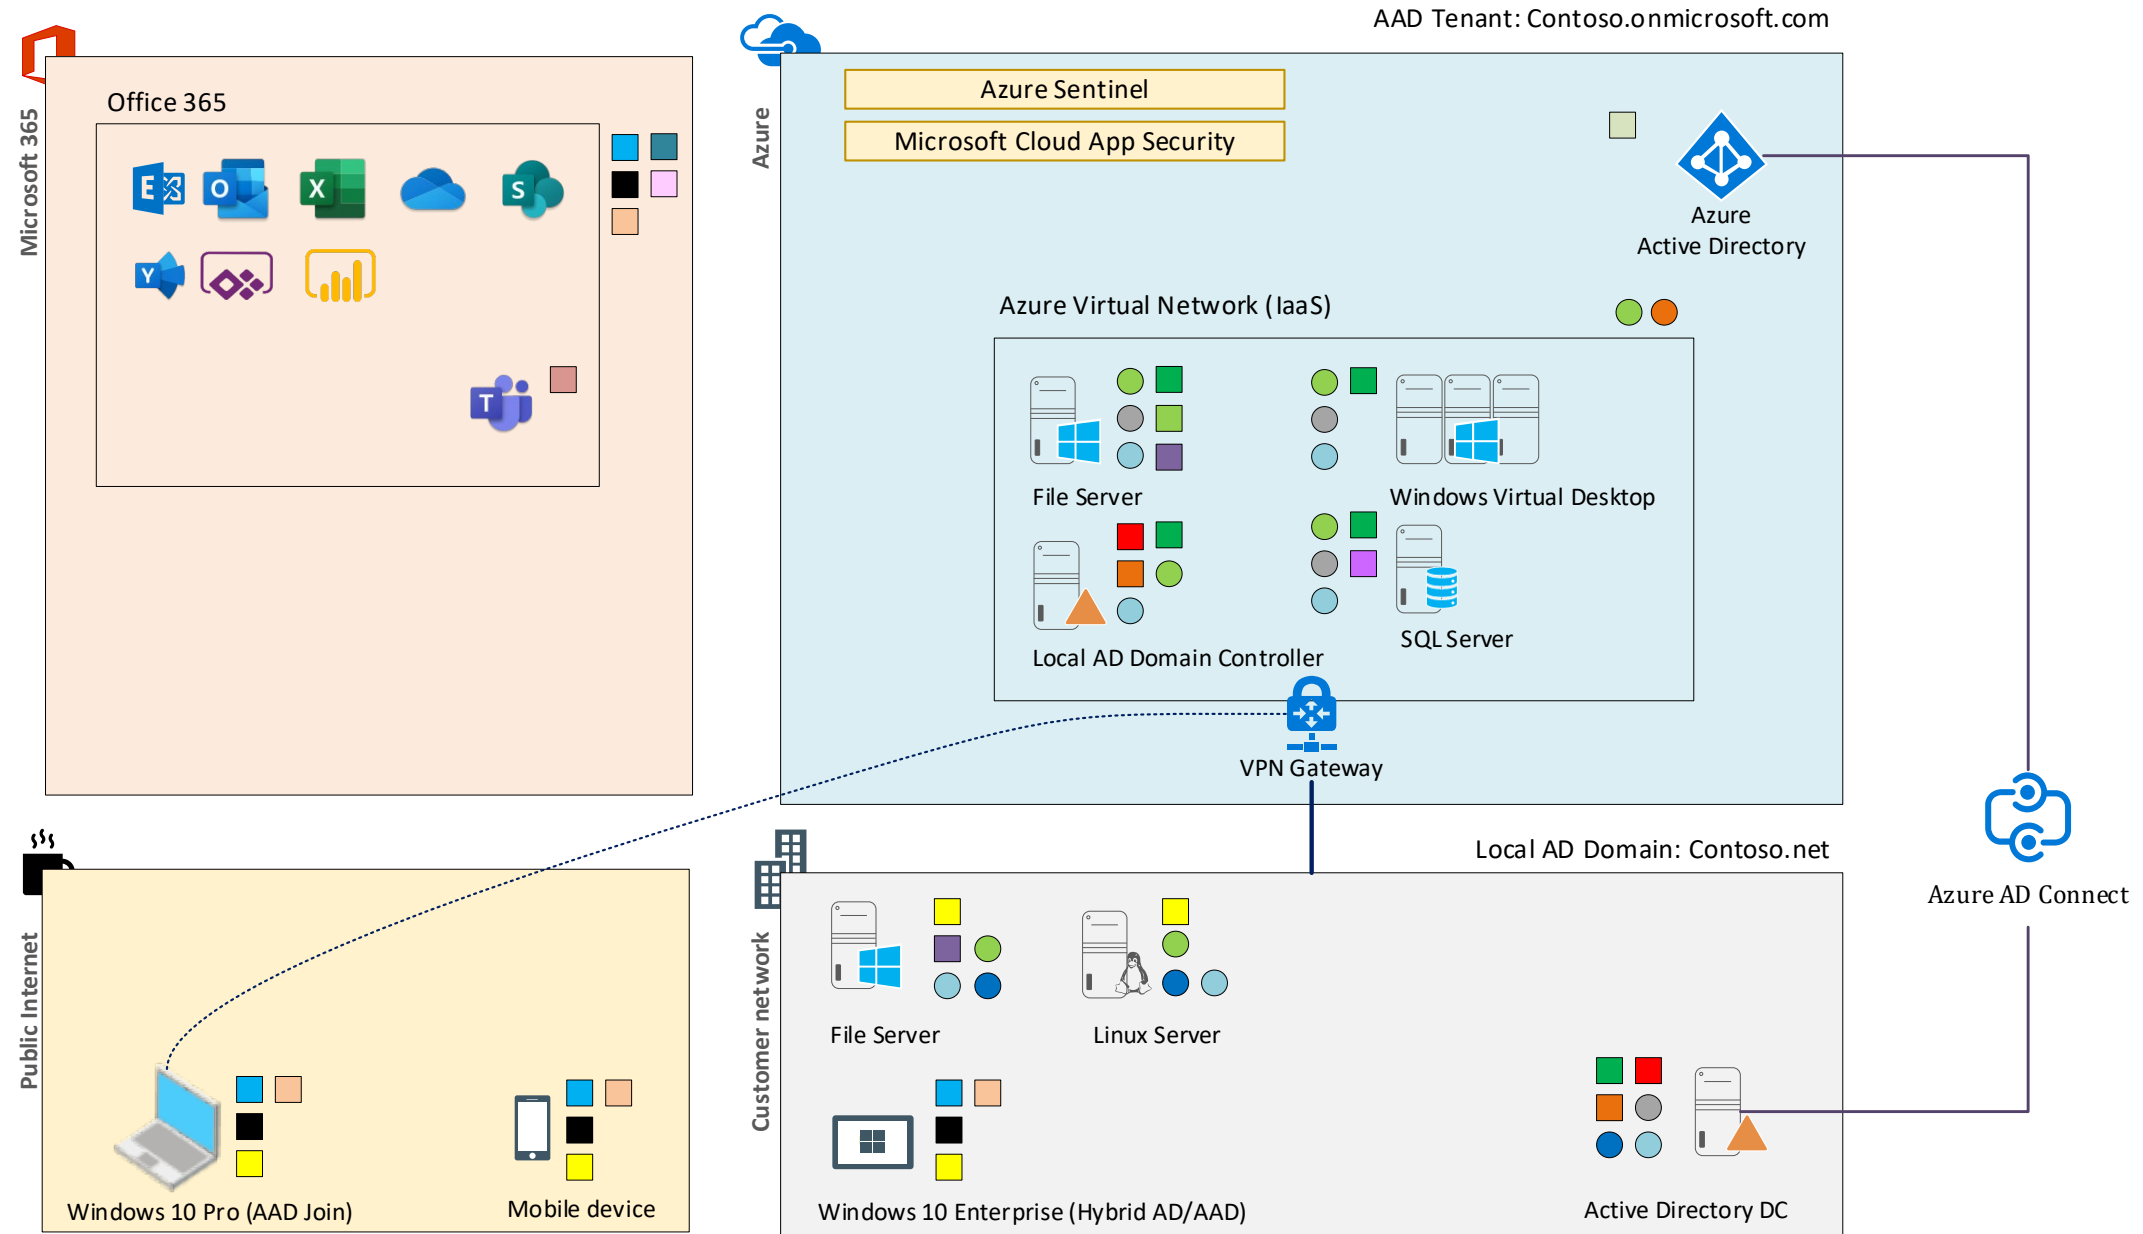 AAD Tenant: Contoso.onmicrosoft.com
Microsoft 365
Office 365
E
O
X
S
Y
T
Azure
Azure Sentinel
Microsoft Cloud App Security
Azure
Active Directory
Azure Virtual Network (IaaS)
File Server
Windows Virtual Desktop
Local AD Domain Controller
SQL Server
VPN Gateway
Azure AD Connect
Public Internet
Windows 10 Pro (AAD Join)
Mobile device
Local AD Domain: Contoso.net
Customer network
File Server
Linux Server
Windows 10 Enterprise (Hybrid AD/AAD)
Active Directory DC